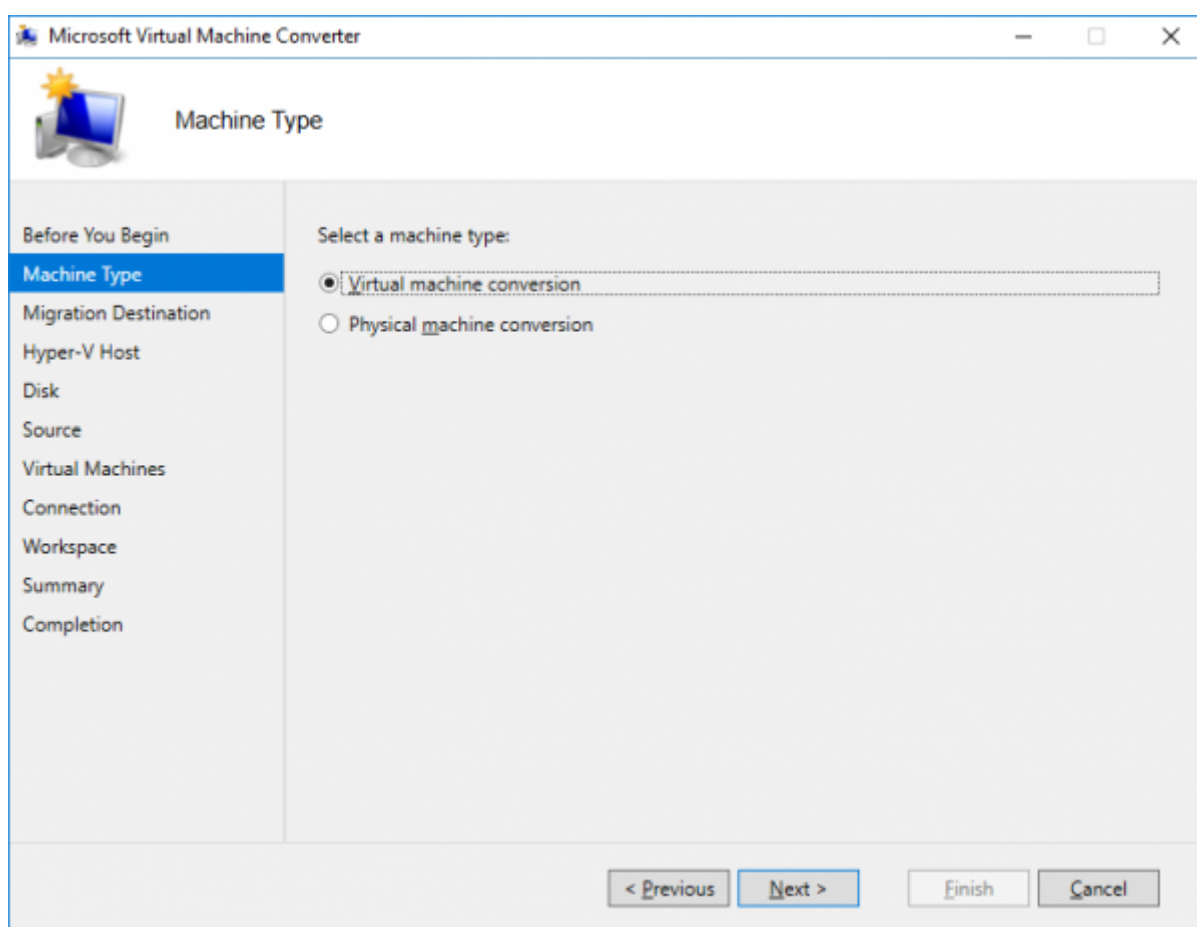 Microsoft Virtual Machine Converter
Machine Type
Before You Begin
Machine Type
Migration Destination
Hyper-V Host
Disk
Source
Virtual Machines
Connection
Workspace
Summary
Completion
Select a machine type:
Virtual machine conversion
Physical machine conversion
< Previous
Next >
Finish
Cancel